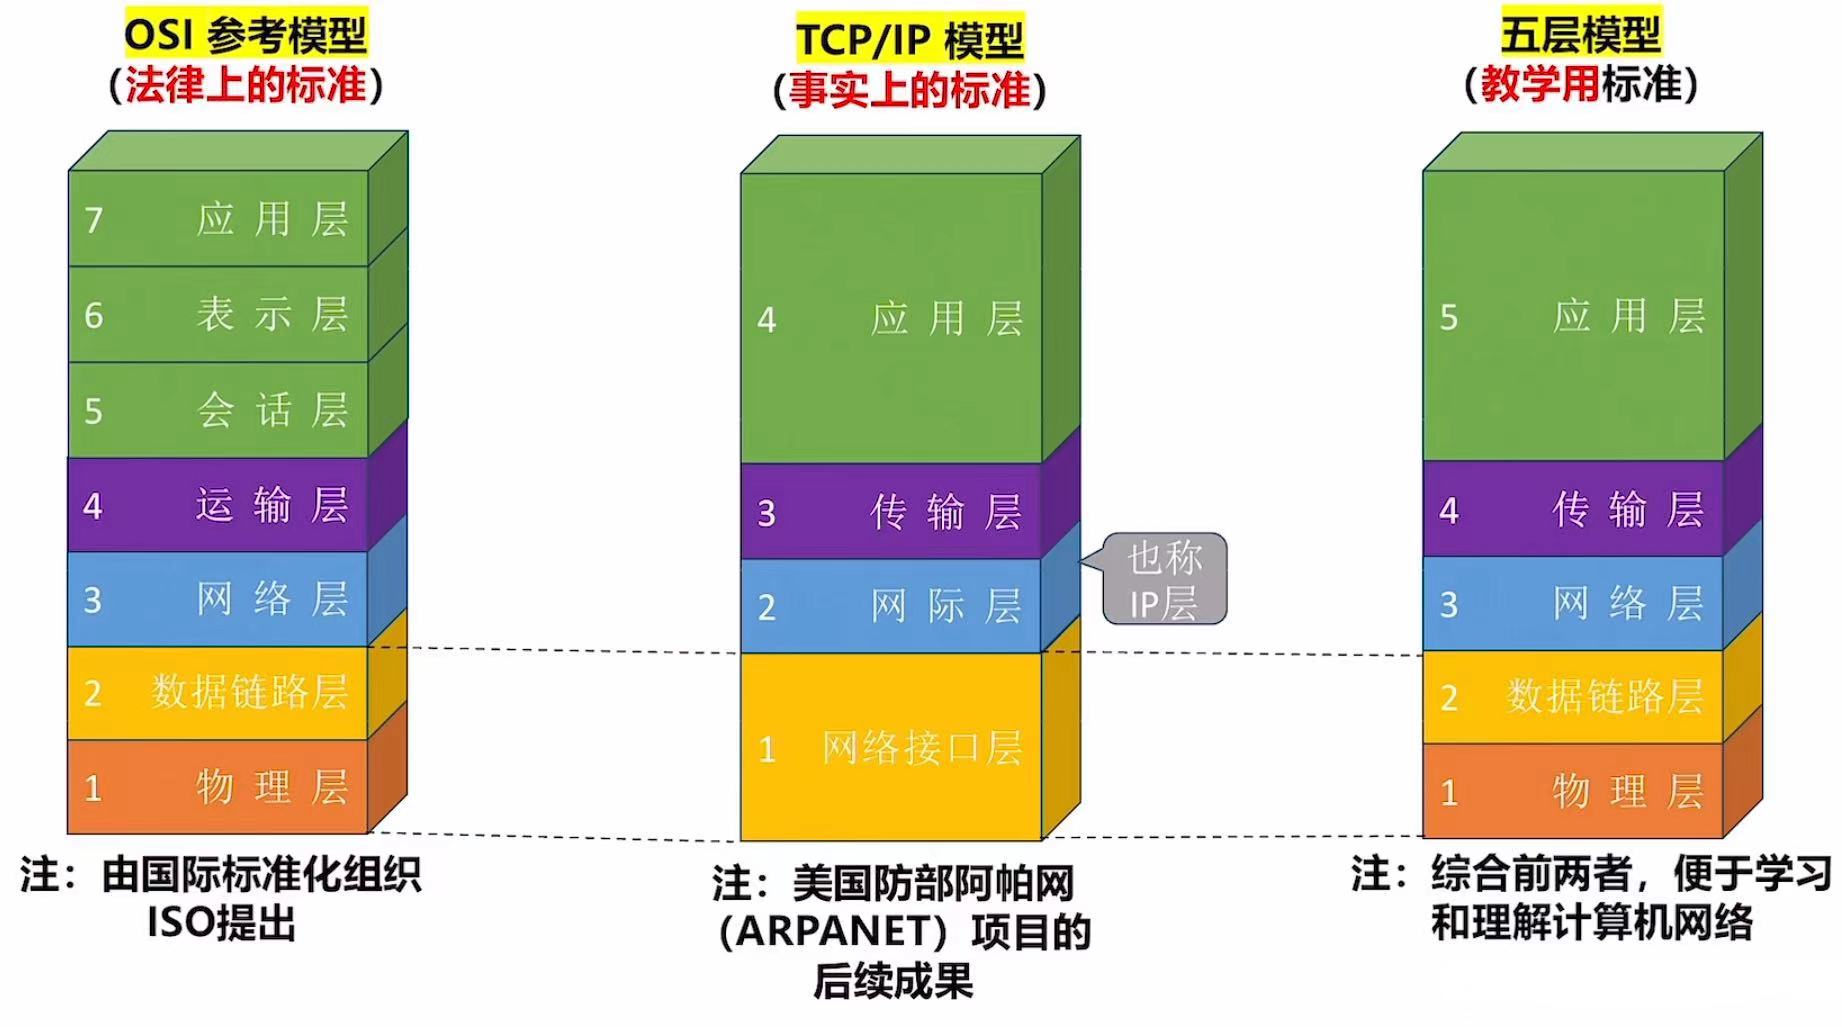 OSI 参考模型
（法律上的标准）
7 应用层
6 表示层
5 会话层
4 运输层
3 网络层
2 数据链路层
1 物理层
注：由国际标准化组织
ISO提出
TCP/IP 模型
（事实上的标准）
4 应用层
3 传输层
2 网际层
1 网络接口层
也称
IP层
注：美国防部阿帕网
（ARPANET）项目的
后续成果
五层模型
（教学用标准）
5 应用层
4 传输层
3 网络层
2 数据链路层
1 物理层
注：综合前两者，便于学习
和理解计算机网络